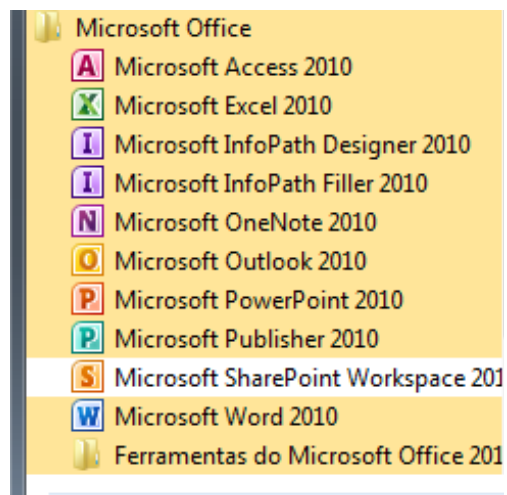 Microsoft Office
A Microsoft Access 2010
X Microsoft Excel 2010
I Microsoft InfoPath Designer 2010
I Microsoft InfoPath Filler 2010
N Microsoft OneNote 2010
O Microsoft Outlook 2010
P Microsoft PowerPoint 2010
P Microsoft Publisher 2010
S Microsoft SharePoint Workspace 201
W Microsoft Word 2010
Ferramentas do Microsoft Office 201